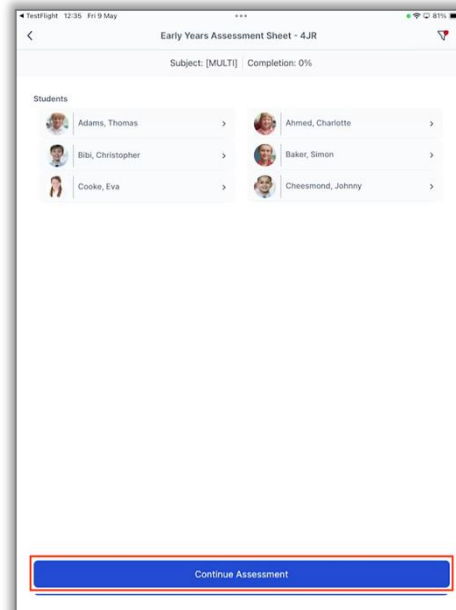 TestFlight 12:35 Fri 9 May 81%
Early Years Assessment Sheet - 4JR
Subject: [MULTI] Completion: 0%
Students
Adams, Thomas
Ahmed, Charlotte
Bibi, Christopher
Baker, Simon
Cooke, Eva
Cheesmond, Johnny
Continue Assessment